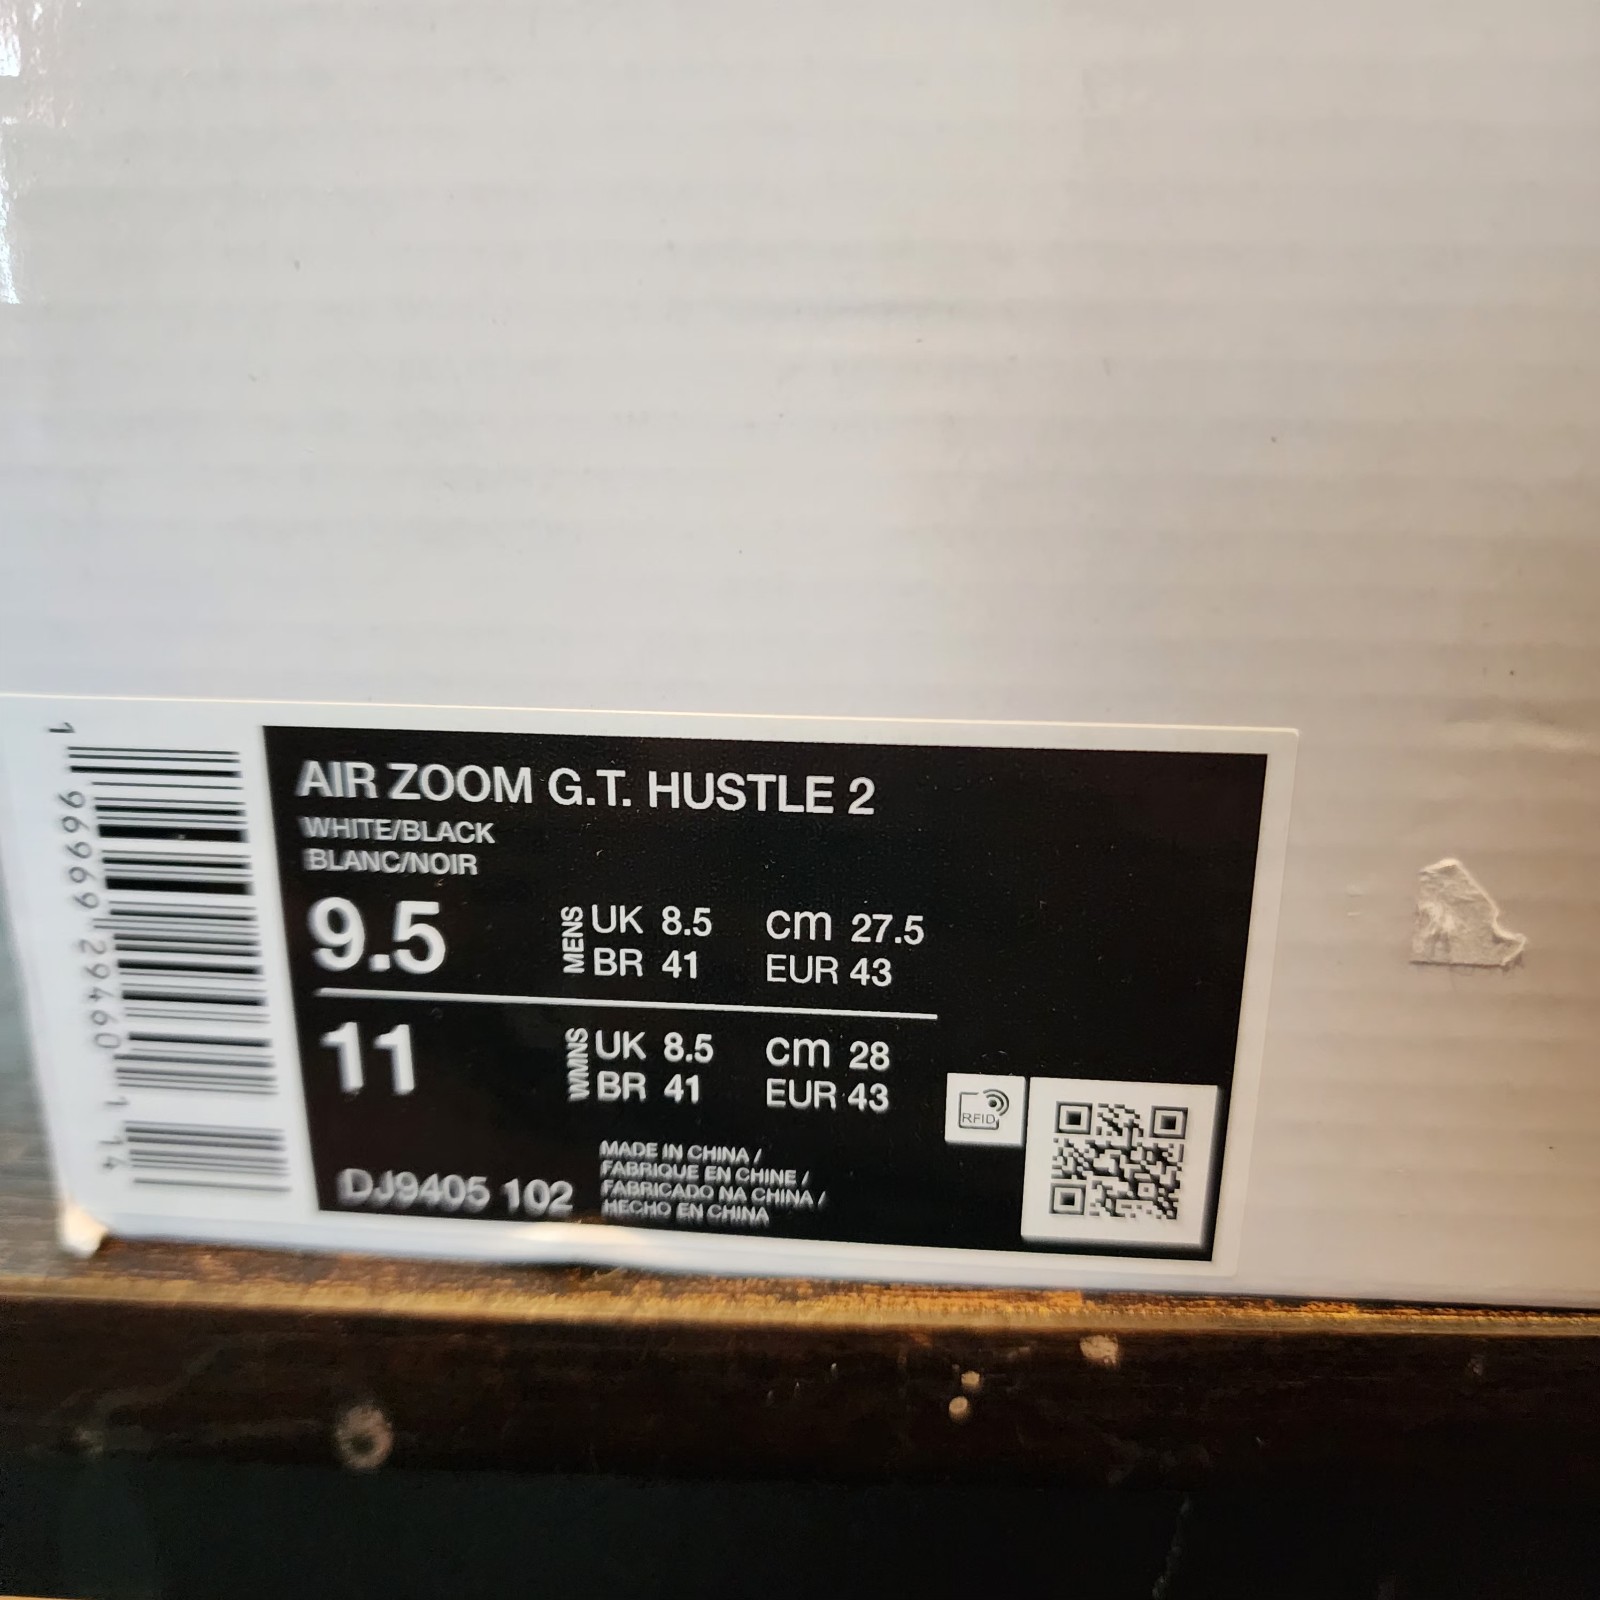 AIR ZOOM G.T. HUSTLE 2
WHITE/BLACK
BLANC/NOIR
9.5
MENS
UK 8.5 cm 27.5
BR 41 EUR 43
11
WMNS
UK 8.5 cm 28
BR 41 EUR 43
DJ9405 102
MADE IN CHINA /
FABRIQUE EN CHINE /
FABRICADO NA CHINA /
HECHO EN CHINA
RFID
1 96969 29460 1 14